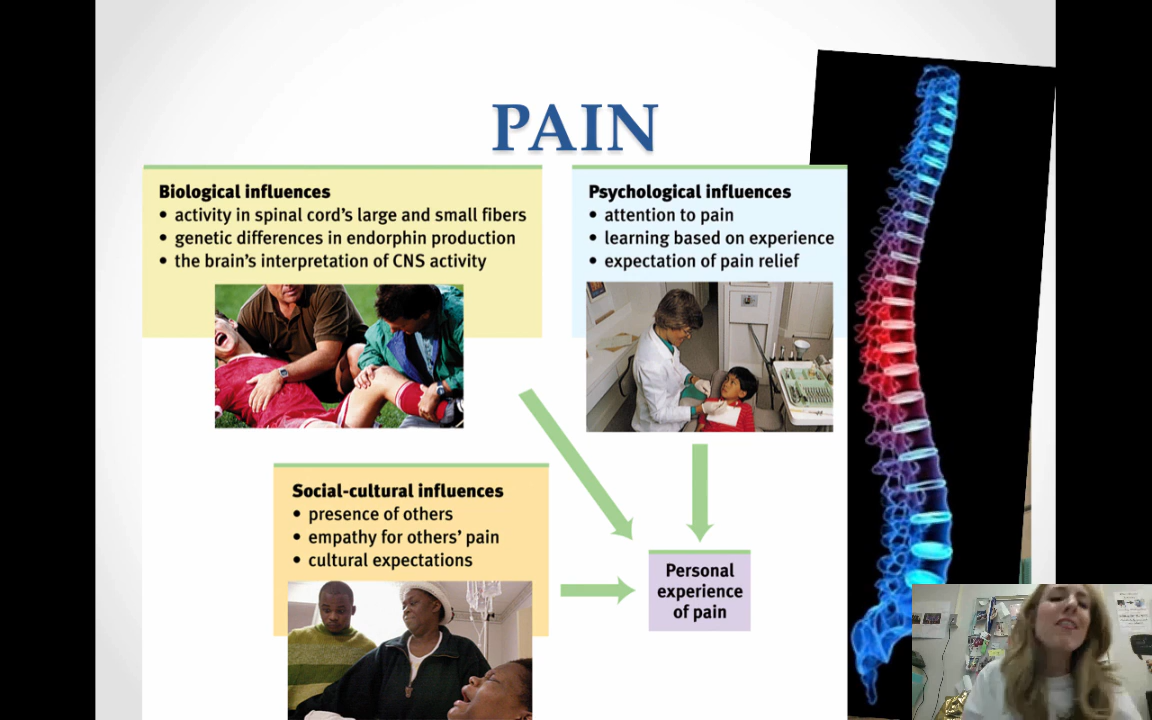 PAIN
Biological influences
• activity in spinal cord's large and small fibers
• genetic differences in endorphin production
• the brain's interpretation of CNS activity
Psychological influences
• attention to pain
• learning based on experience
• expectation of pain relief
Social-cultural influences
• presence of others
• empathy for others' pain
• cultural expectations
Personal
experience
of pain